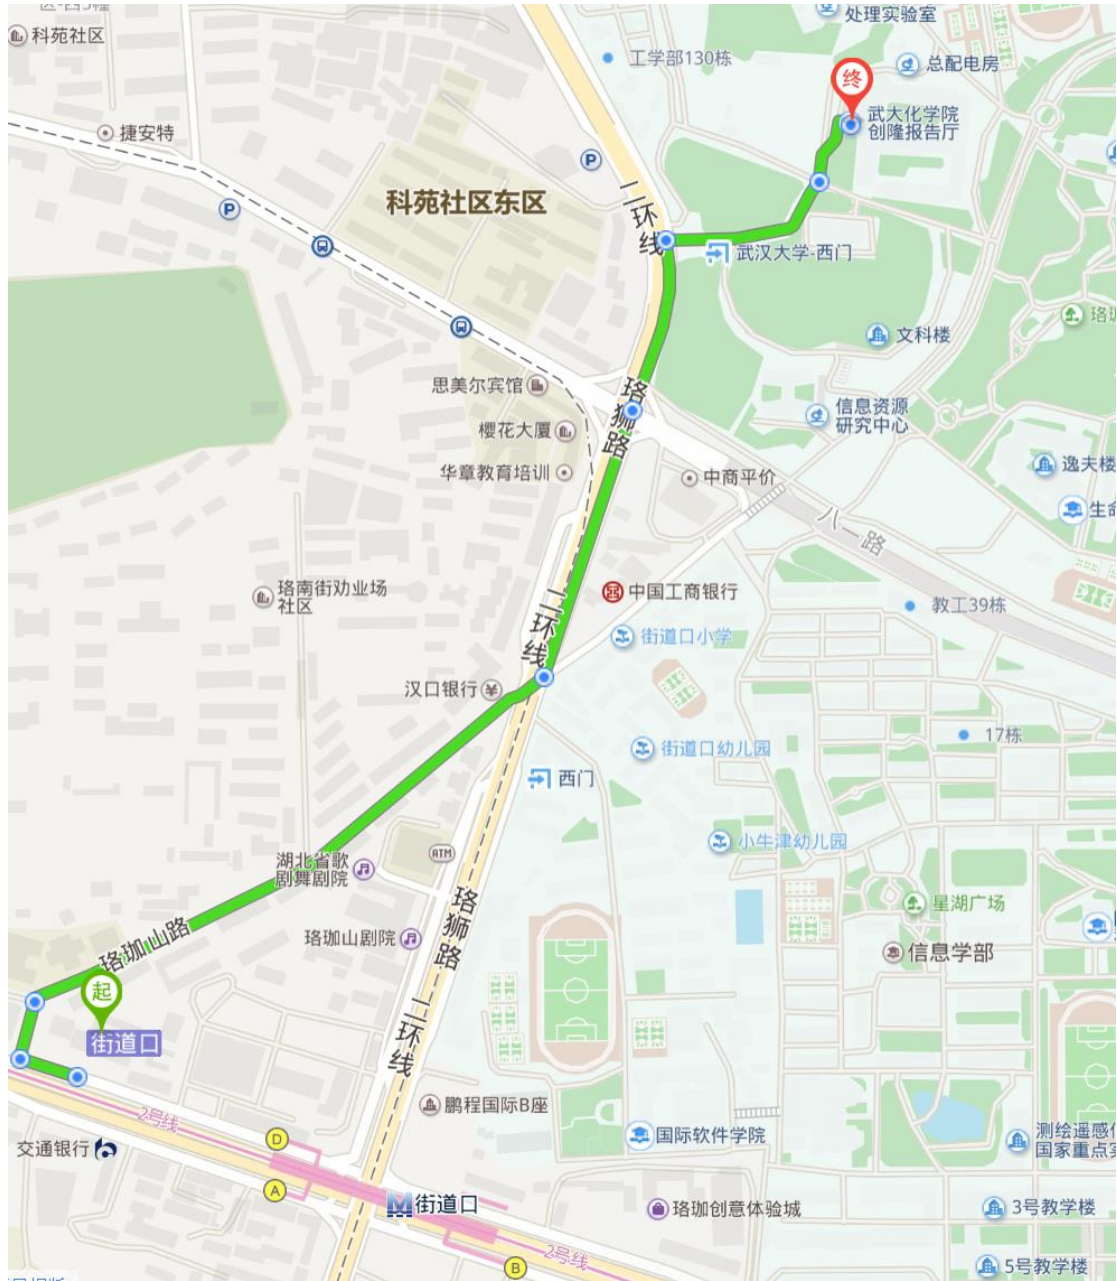 科苑社区
处理实验室
工学部130栋
总配电房
终
武大化学院
创隆报告厅
捷安特
P
科苑社区东区
P
二环线
武汉大学-西门
文科楼
珞珈
思美尔宾馆
珞狮路
信息资源
研究中心
樱花大厦
华章教育培训
中商平价
逸夫楼
生命
八一路
珞南街劝业场
社区
中国工商银行
教工39栋
二环线
街道口小学
汉口银行
17栋
街道口幼儿园
西门
小牛津幼儿园
ATM
湖北省歌
剧舞剧院
珞狮路
星湖广场
珞珈山路
珞珈山剧院
信息学部
起
街道口
二环线
2号线
鹏程国际B座
交通银行
D
国际软件学院
测绘遥感信
国家重点实
A
街道口
珞珈创意体验城
3号教学楼
2号线
B
5号教学楼